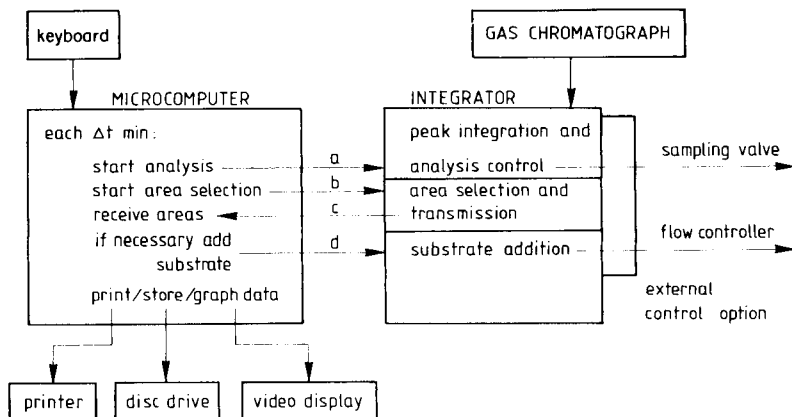 keyboard
GAS CHROMATOGRAPH
MICROCOMPUTER
each Δt min:
start analysis
start area selection
receive areas
if necessary add
substrate
print/store/graph data
a
b
c
d
INTEGRATOR
peak integration and
analysis control
area selection and
transmission
substrate addition
sampling valve
flow controller
external
control option
printer
disc drive
video display